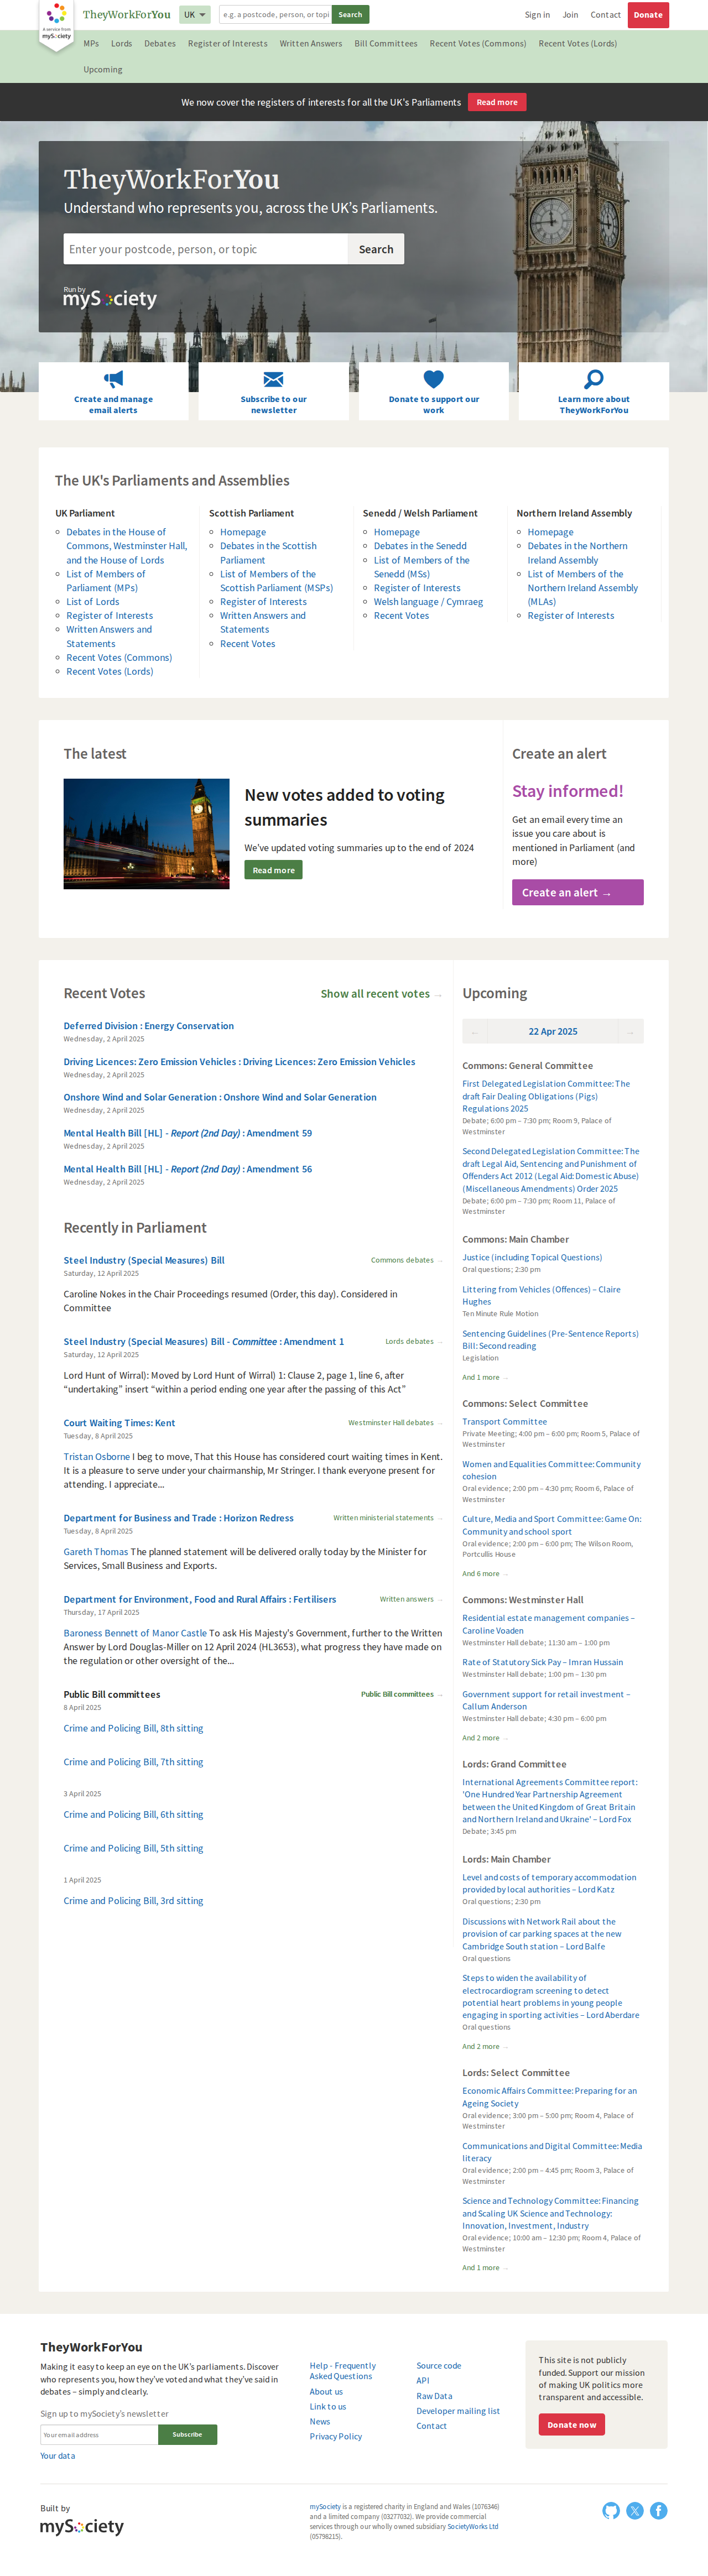 A service from
mySociety
TheyWorkForYou
UK
e.g. a postcode, person, or topi
Search
Sign in
Join
Contact
Donate
MPs
Lords
Debates
Register of Interests
Written Answers
Bill Committees
Recent Votes (Commons)
Recent Votes (Lords)
Upcoming
We now cover the registers of interests for all the UK's Parliaments
Read more
TheyWorkForYou
Understand who represents you, across the UK’s Parliaments.
Enter your postcode, person, or topic
Search
Run by
mySociety
Create and manage
email alerts
Subscribe to our
newsletter
Donate to support our
work
Learn more about
TheyWorkForYou
The UK's Parliaments and Assemblies
UK Parliament
Debates in the House of
Commons, Westminster Hall,
and the House of Lords
List of Members of
Parliament (MPs)
List of Lords
Register of Interests
Written Answers and
Statements
Recent Votes (Commons)
Recent Votes (Lords)
Scottish Parliament
Homepage
Debates in the Scottish
Parliament
List of Members of the
Scottish Parliament (MSPs)
Register of Interests
Written Answers and
Statements
Recent Votes
Senedd / Welsh Parliament
Homepage
Debates in the Senedd
List of Members of the
Senedd (MSs)
Register of Interests
Welsh language / Cymraeg
Recent Votes
Northern Ireland Assembly
Homepage
Debates in the Northern
Ireland Assembly
List of Members of the
Northern Ireland Assembly
(MLAs)
Register of Interests
The latest
New votes added to voting
summaries
We've updated voting summaries up to the end of 2024
Read more
Create an alert
Stay informed!
Get an email every time an
issue you care about is
mentioned in Parliament (and
more)
Create an alert →
Recent Votes
Show all recent votes →
Deferred Division : Energy Conservation
Wednesday, 2 April 2025
Driving Licences: Zero Emission Vehicles : Driving Licences: Zero Emission Vehicles
Wednesday, 2 April 2025
Onshore Wind and Solar Generation : Onshore Wind and Solar Generation
Wednesday, 2 April 2025
Mental Health Bill [HL] - Report (2nd Day) : Amendment 59
Wednesday, 2 April 2025
Mental Health Bill [HL] - Report (2nd Day) : Amendment 56
Wednesday, 2 April 2025
Recently in Parliament
Steel Industry (Special Measures) Bill
Commons debates →
Saturday, 12 April 2025
Caroline Nokes in the Chair Proceedings resumed (Order, this day). Considered in
Committee
Steel Industry (Special Measures) Bill - Committee : Amendment 1
Lords debates →
Saturday, 12 April 2025
Lord Hunt of Wirral): Moved by Lord Hunt of Wirral) 1: Clause 2, page 1, line 6, after
“undertaking” insert “within a period ending one year after the passing of this Act”
Court Waiting Times: Kent
Westminster Hall debates →
Tuesday, 8 April 2025
Tristan Osborne I beg to move, That this House has considered court waiting times in Kent.
It is a pleasure to serve under your chairmanship, Mr Stringer. I thank everyone present for
attending. I appreciate...
Department for Business and Trade : Horizon Redress
Written ministerial statements →
Tuesday, 8 April 2025
Gareth Thomas The planned statement will be delivered orally today by the Minister for
Services, Small Business and Exports.
Department for Environment, Food and Rural Affairs : Fertilisers
Written answers →
Thursday, 17 April 2025
Baroness Bennett of Manor Castle To ask His Majesty's Government, further to the Written
Answer by Lord Douglas-Miller on 12 April 2024 (HL3653), what progress they have made on
the regulation or other oversight of the...
Public Bill committees
Public Bill committees →
8 April 2025
Crime and Policing Bill, 8th sitting
Crime and Policing Bill, 7th sitting
3 April 2025
Crime and Policing Bill, 6th sitting
Crime and Policing Bill, 5th sitting
1 April 2025
Crime and Policing Bill, 3rd sitting
Upcoming
← 22 Apr 2025 →
Commons: General Committee
First Delegated Legislation Committee: The
draft Fair Dealing Obligations (Pigs)
Regulations 2025
Debate; 6:00 pm – 7:30 pm; Room 9, Palace of
Westminster
Second Delegated Legislation Committee: The
draft Legal Aid, Sentencing and Punishment of
Offenders Act 2012 (Legal Aid: Domestic Abuse)
(Miscellaneous Amendments) Order 2025
Debate; 6:00 pm – 7:30 pm; Room 11, Palace of
Westminster
Commons: Main Chamber
Justice (including Topical Questions)
Oral questions; 2:30 pm
Littering from Vehicles (Offences) – Claire
Hughes
Ten Minute Rule Motion
Sentencing Guidelines (Pre-Sentence Reports)
Bill: Second reading
Legislation
And 1 more →
Commons: Select Committee
Transport Committee
Private Meeting; 4:00 pm – 6:00 pm; Room 5, Palace of
Westminster
Women and Equalities Committee: Community
cohesion
Oral evidence; 2:00 pm – 4:30 pm; Room 6, Palace of
Westminster
Culture, Media and Sport Committee: Game On:
Community and school sport
Oral evidence; 2:00 pm – 6:00 pm; The Wilson Room,
Portcullis House
And 6 more →
Commons: Westminster Hall
Residential estate management companies –
Caroline Voaden
Westminster Hall debate; 11:30 am – 1:00 pm
Rate of Statutory Sick Pay – Imran Hussain
Westminster Hall debate; 1:00 pm – 1:30 pm
Government support for retail investment –
Callum Anderson
Westminster Hall debate; 4:30 pm – 6:00 pm
And 2 more →
Lords: Grand Committee
International Agreements Committee report:
'One Hundred Year Partnership Agreement
between the United Kingdom of Great Britain
and Northern Ireland and Ukraine' – Lord Fox
Debate; 3:45 pm
Lords: Main Chamber
Level and costs of temporary accommodation
provided by local authorities – Lord Katz
Oral questions; 2:30 pm
Discussions with Network Rail about the
provision of car parking spaces at the new
Cambridge South station – Lord Balfe
Oral questions
Steps to widen the availability of
electrocardiogram screening to detect
potential heart problems in young people
engaging in sporting activities – Lord Aberdare
Oral questions
And 2 more →
Lords: Select Committee
Economic Affairs Committee: Preparing for an
Ageing Society
Oral evidence; 3:00 pm – 5:00 pm; Room 4, Palace of
Westminster
Communications and Digital Committee: Media
literacy
Oral evidence; 2:00 pm – 4:45 pm; Room 3, Palace of
Westminster
Science and Technology Committee: Financing
and Scaling UK Science and Technology:
Innovation, Investment, Industry
Oral evidence; 10:00 am – 12:30 pm; Room 4, Palace of
Westminster
And 1 more →
TheyWorkForYou
Making it easy to keep an eye on the UK’s parliaments. Discover
who represents you, how they’ve voted and what they’ve said in
debates – simply and clearly.
Sign up to mySociety's newsletter
Your email address
Subscribe
Your data
Help - Frequently
Asked Questions
About us
Link to us
News
Privacy Policy
Source code
API
Raw Data
Developer mailing list
Contact
This site is not publicly
funded. Support our mission
of making UK politics more
transparent and accessible.
Donate now
Built by
mySociety
mySociety is a registered charity in England and Wales (1076346)
and a limited company (03277032). We provide commercial
services through our wholly owned subsidiary SocietyWorks Ltd
(05798215).